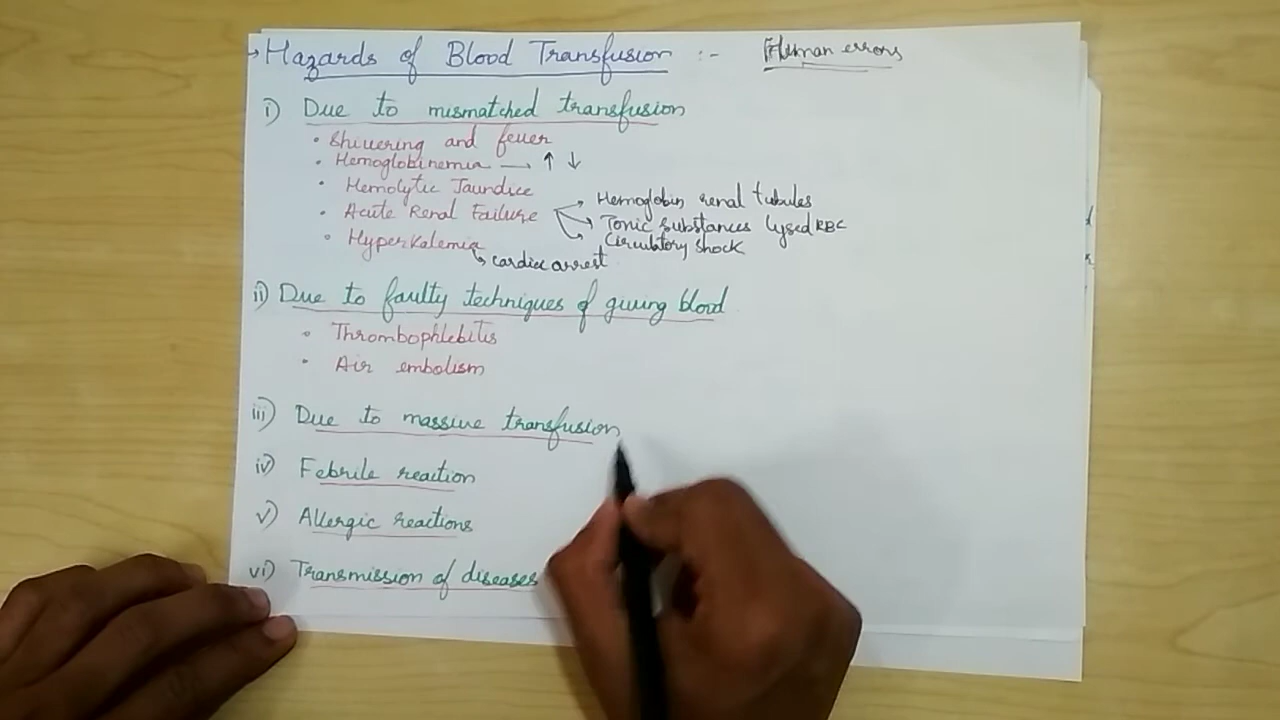 → Hazards of Blood Transfusion :- Human errors
i) Due to mismatched transfusion
• Shivering and fever
• Hemoglobinemia — ↑ ↓
• Hemolytic Jaundice
• Acute Renal Failure
Hemoglobin renal tubules
Tonic substances lysed RBC
Circulatory shock
• Hyperkalemia
cardiac arrest
ii) Due to faulty techniques of giving blood
• Thrombophlebitis
• Air embolism
iii) Due to massive transfusion
iv) Febrile reaction
v) Allergic reactions
vi) Transmission of diseases